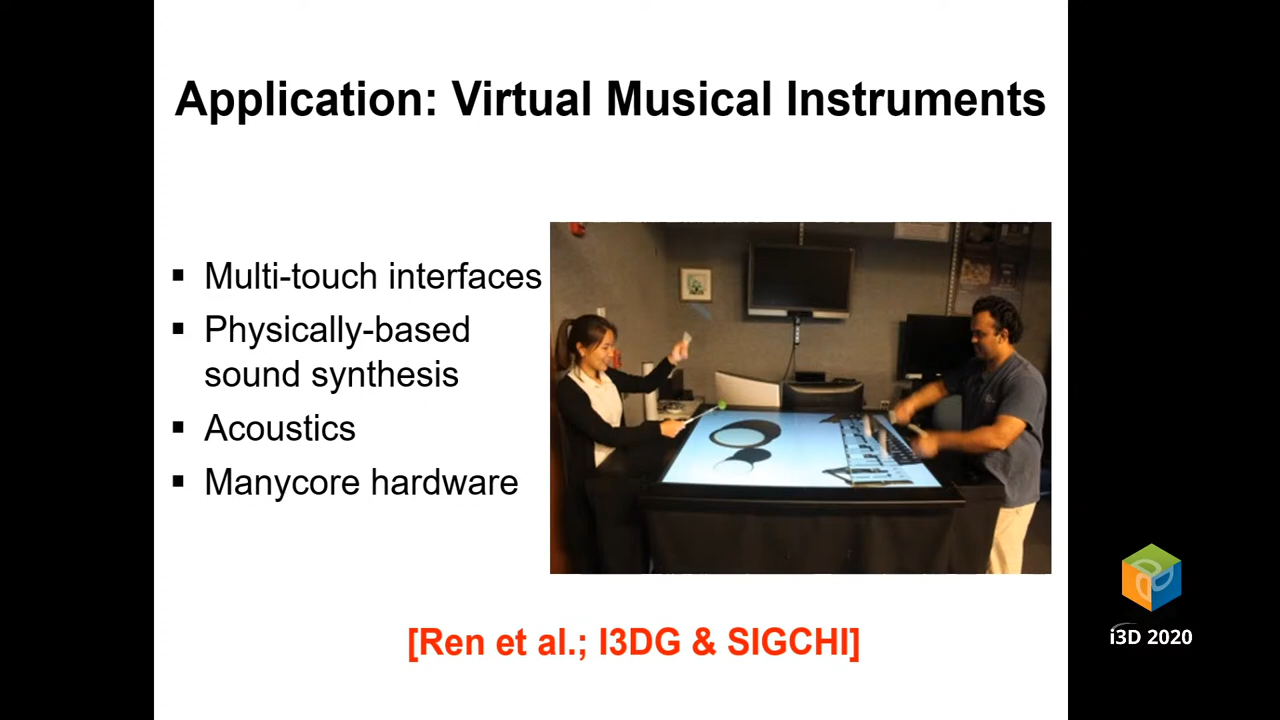 Application: Virtual Musical Instruments
▪ Multi-touch interfaces
▪ Physically-based
sound synthesis
▪ Acoustics
▪ Manycore hardware
[Ren et al.; I3DG & SIGCHI]
i3D 2020